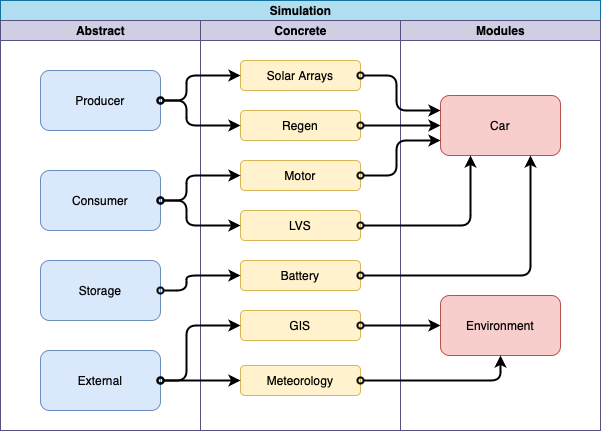 Simulation
Abstract
Concrete
Modules
Producer
Solar Arrays
Regen
Car
Consumer
Motor
LVS
Storage
Battery
External
GIS
Meteorology
Environment